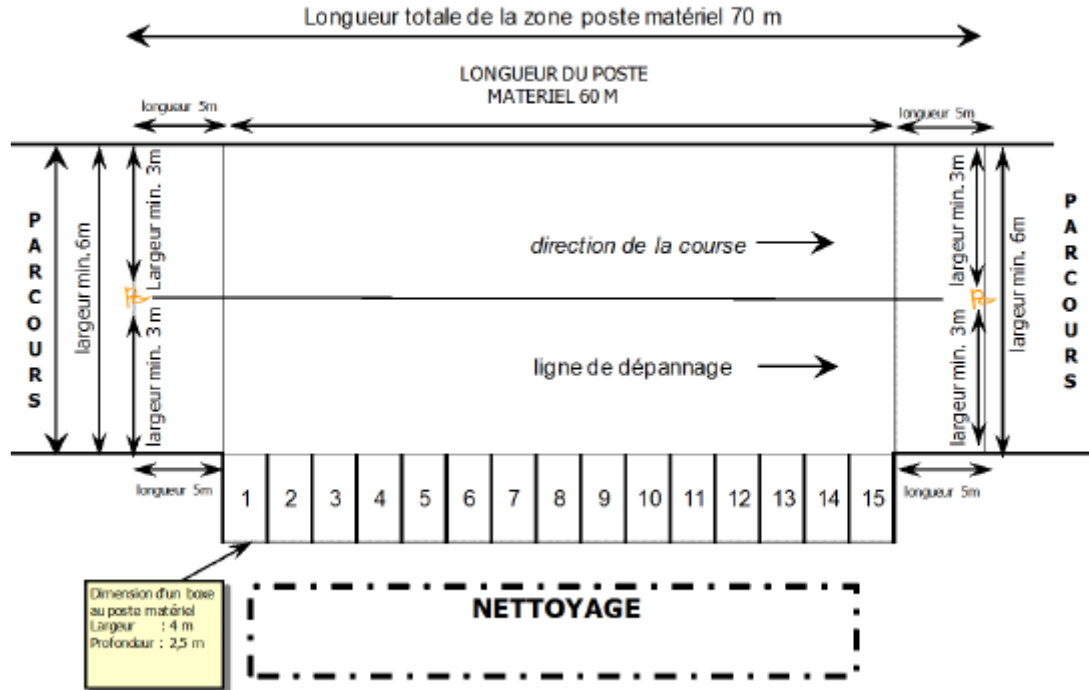 Longueur totale de la zone poste matériel 70 m
LONGUEUR DU POSTE
MATERIEL 60 M
longueur 5m
longueur 5m
PARCOURS
largeur min. 6m
Largeur min. 3m
largeur min. 3 m
direction de la course
ligne de dépannage
largeur min. 3m
largeur min. 3m
largeur min. 6m
PARCOURS
longueur 5m
longueur 5m
1 2 3 4 5 6 7 8 9 10 11 12 13 14 15
Dimension d'un boxe
au poste matériel
Largeur : 4 m
Profondeur : 2,5 m
NETTOYAGE